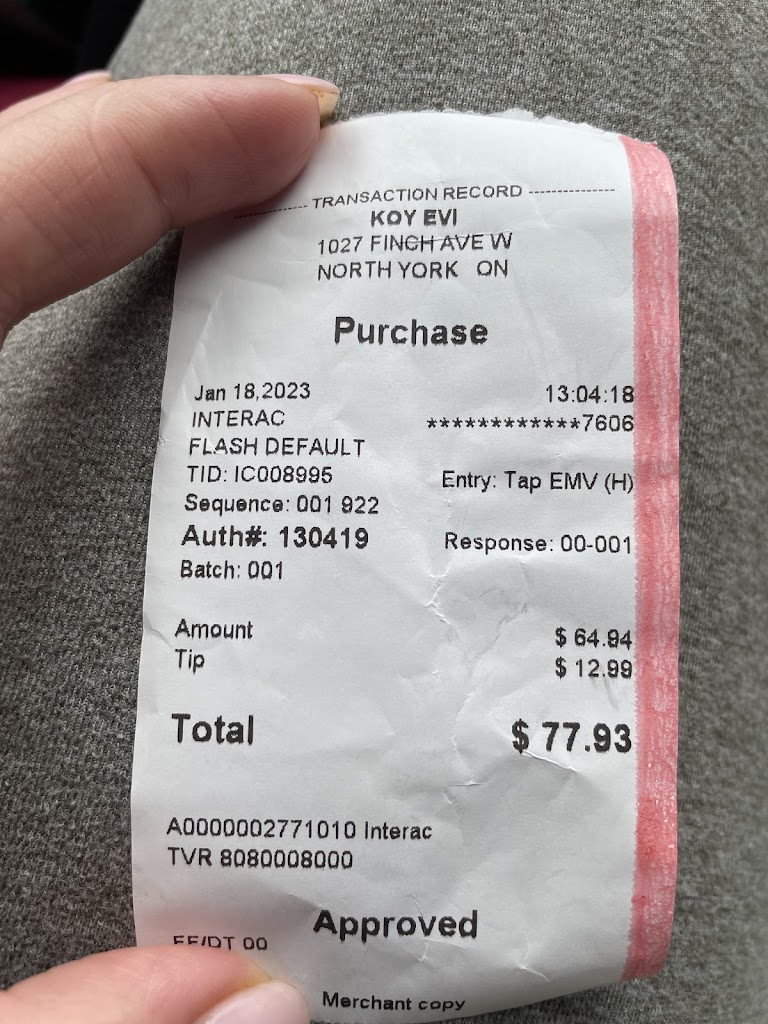 TRANSACTION RECORD
KOY EVI
1027 FINCH AVE W
NORTH YORK ON
Purchase
Jan 18,2023 13:04:18
INTERAC ************7606
FLASH DEFAULT
TID: IC008995 Entry: Tap EMV (H)
Sequence: 001 922
Auth#: 130419 Response: 00-001
Batch: 001
Amount $ 64.94
Tip $ 12.99
Total $ 77.93
A0000002771010 Interac
TVR 8080008000
Approved
00
Merchant copy